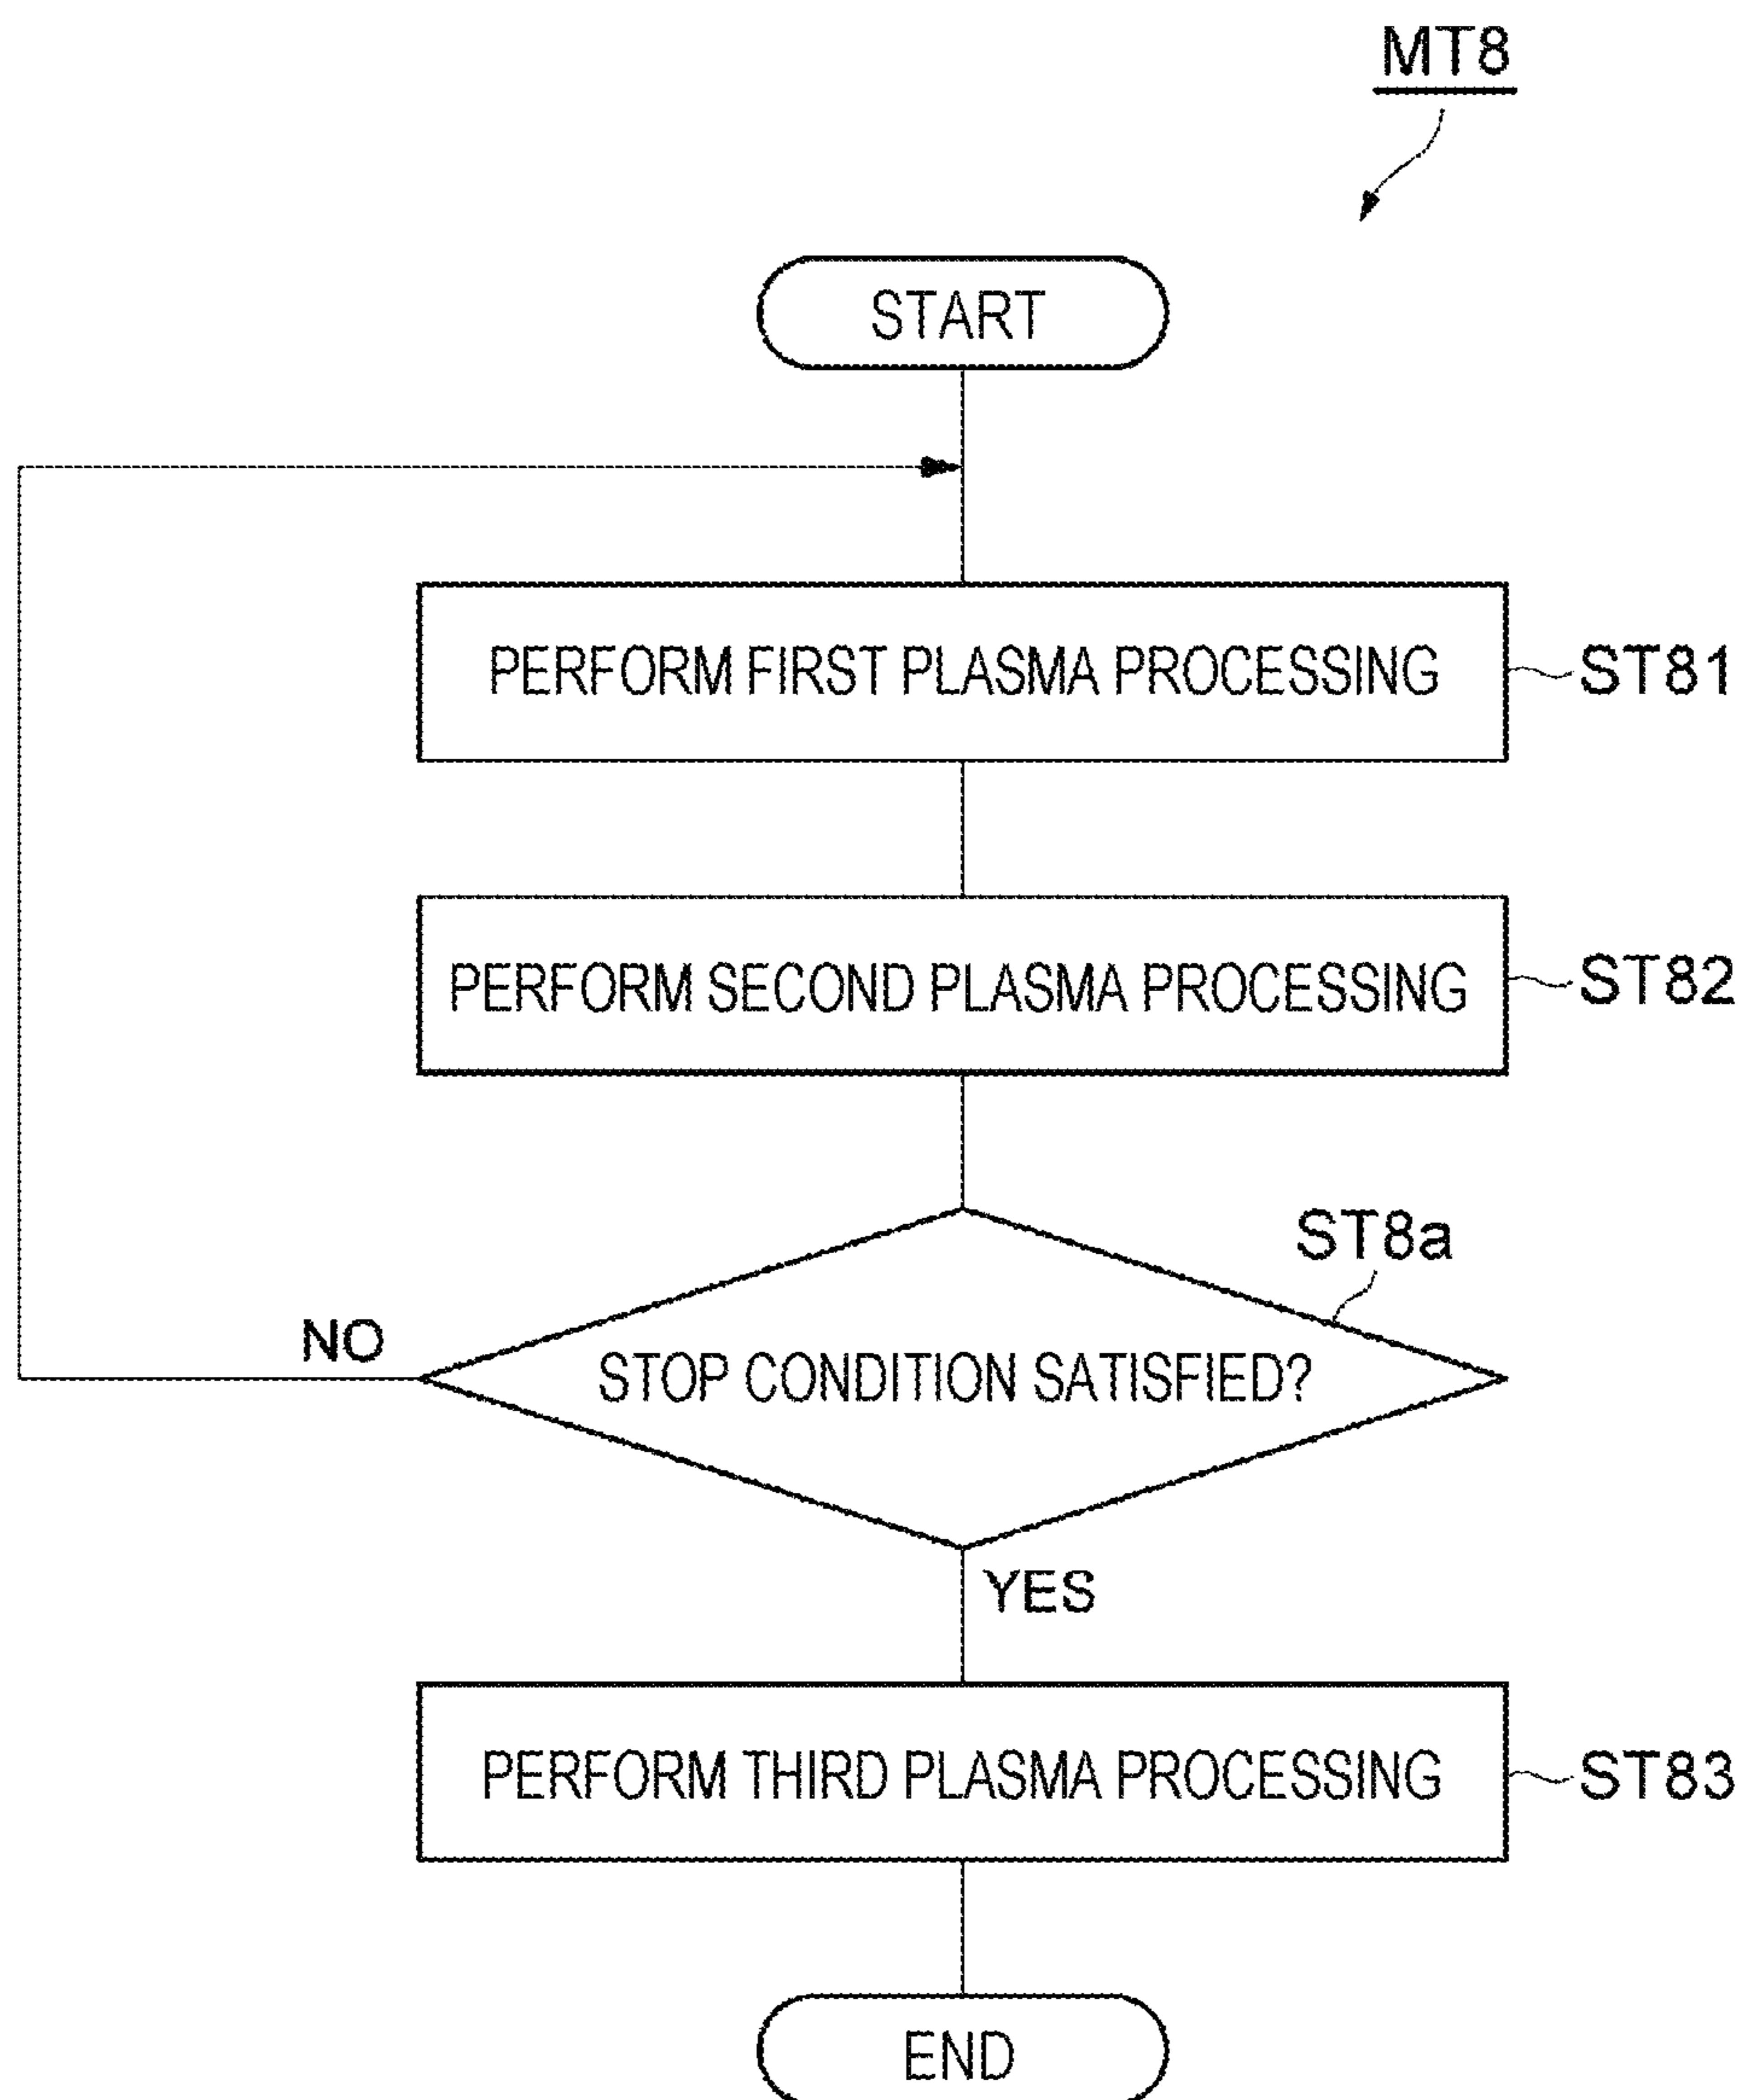 MT8
START
PERFORM FIRST PLASMA PROCESSING
ST81
PERFORM SECOND PLASMA PROCESSING
ST82
ST8a
NO
STOP CONDITION SATISFIED?
YES
PERFORM THIRD PLASMA PROCESSING
ST83
END